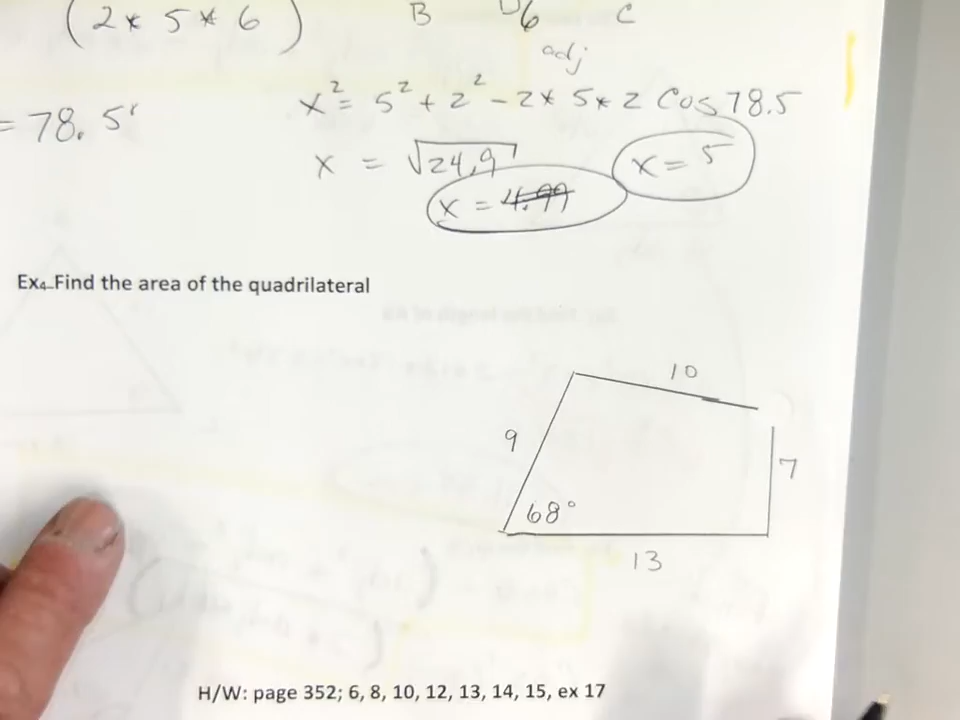 (2* 5 * 6)
B D6 C
adj
= 78.5'
x² = 5² + 2² - 2* 5 * 2 Cos 78.5
x = √24.9
x = 5
x = 4.99
Ex4 Find the area of the quadrilateral
10
9
7
68°
13
H/W: page 352; 6, 8, 10, 12, 13, 14, 15, ex 17